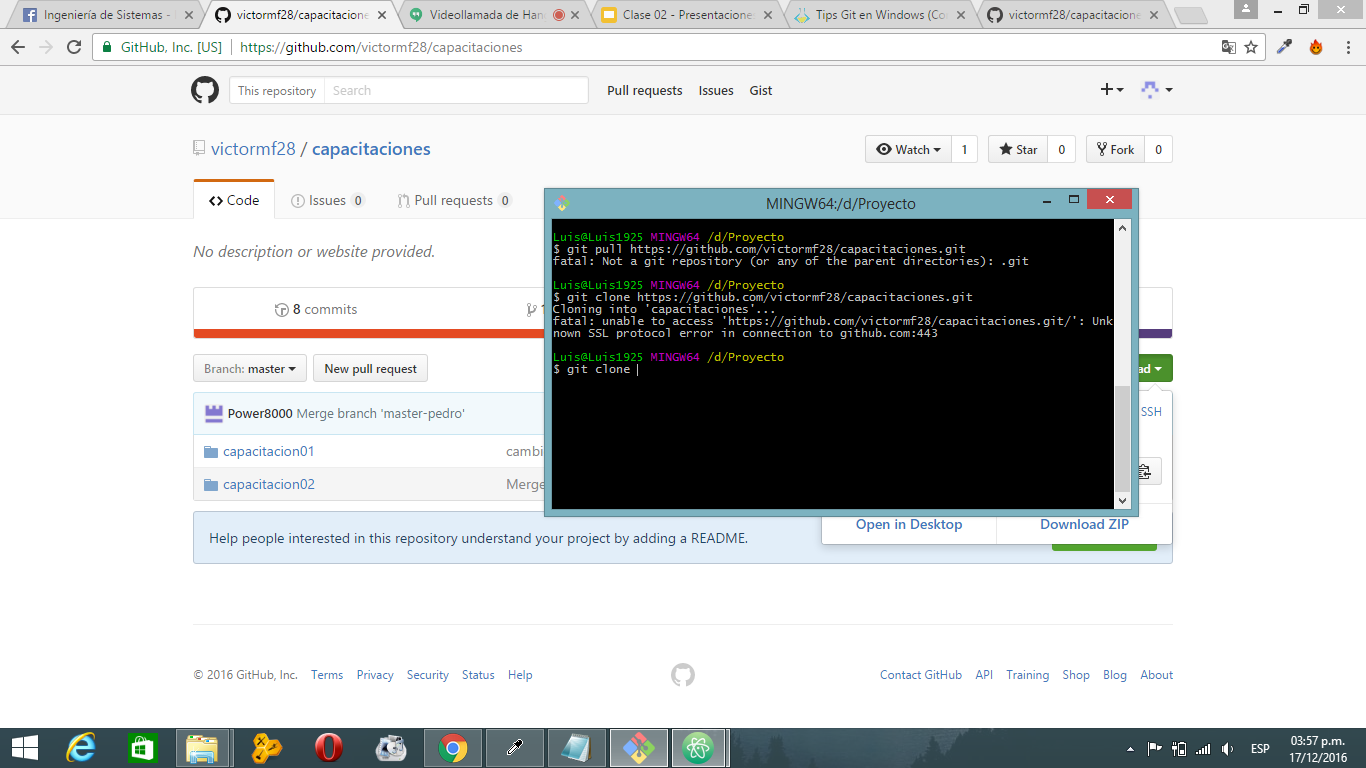 Ingeniería de Sistemas -
victormf28/capacitacione
Videollamada de Han
Clase 02 - Presentacione
Tips Git en Windows (Co
victormf28/capacitacione
GitHub, Inc. [US]
https://github.com/victormf28/capacitaciones
This repository
Search
Pull requests
Issues
Gist
victormf28 / capacitaciones
Watch
1
Star
0
Fork
0
Code
Issues 0
Pull requests 0
No description or website provided.
8 commits
1
Branch: master
New pull request
ad
SSH
Power8000 Merge branch 'master-pedro'
capacitacion01
cambi
capacitacion02
Merge
Open in Desktop
Download ZIP
Help people interested in this repository understand your project by adding a README.
MINGW64:/d/Proyecto
Luis@Luis1925 MINGW64 /d/Proyecto
$ git pull https://github.com/victormf28/capacitaciones.git
fatal: Not a git repository (or any of the parent directories): .git
Luis@Luis1925 MINGW64 /d/Proyecto
$ git clone https://github.com/victormf28/capacitaciones.git
Cloning into 'capacitaciones'...
fatal: unable to access 'https://github.com/victormf28/capacitaciones.git/': Unk
nown SSL protocol error in connection to github.com:443
Luis@Luis1925 MINGW64 /d/Proyecto
$ git clone
© 2016 GitHub, Inc.
Terms
Privacy
Security
Status
Help
Contact GitHub
API
Training
Shop
Blog
About
ESP
03:57 p.m.
17/12/2016